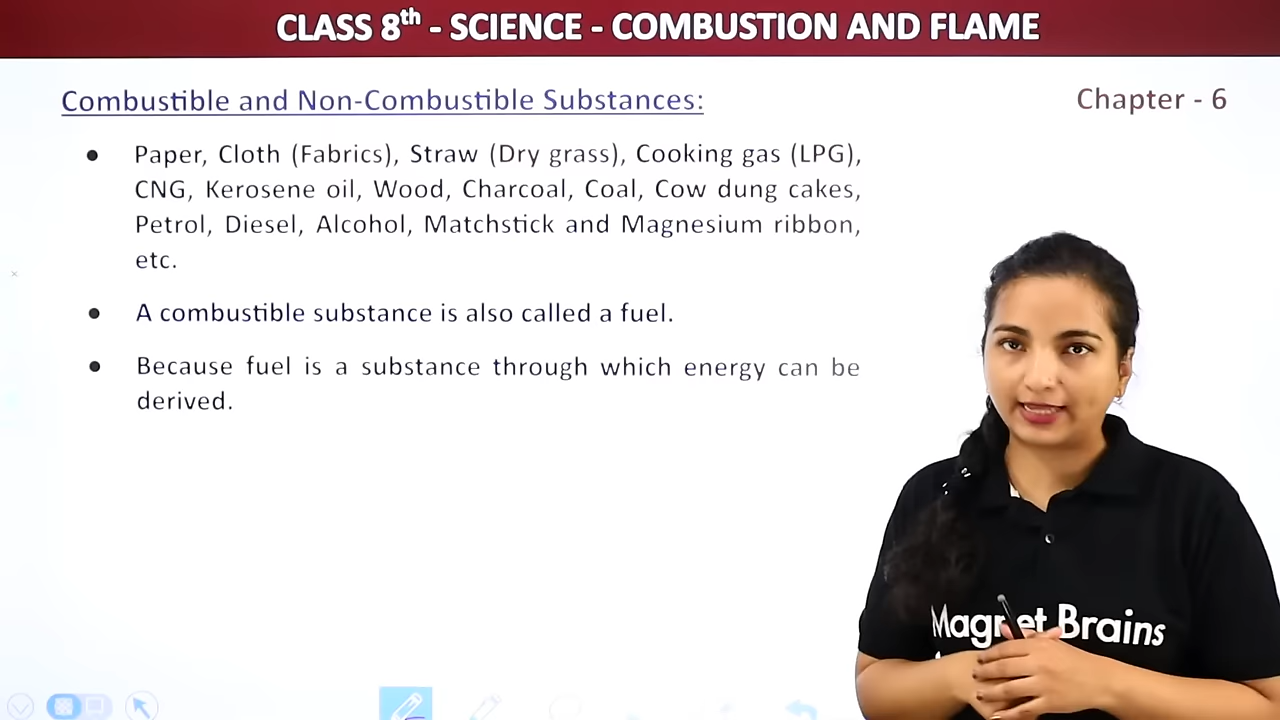 CLASS 8th - SCIENCE - COMBUSTION AND FLAME
Combustible and Non-Combustible Substances:
Chapter - 6
● Paper, Cloth (Fabrics), Straw (Dry grass), Cooking gas (LPG),
CNG, Kerosene oil, Wood, Charcoal, Coal, Cow dung cakes,
Petrol, Diesel, Alcohol, Matchstick and Magnesium ribbon,
etc.
● A combustible substance is also called a fuel.
● Because fuel is a substance through which energy can be
derived.
Magnet Brains